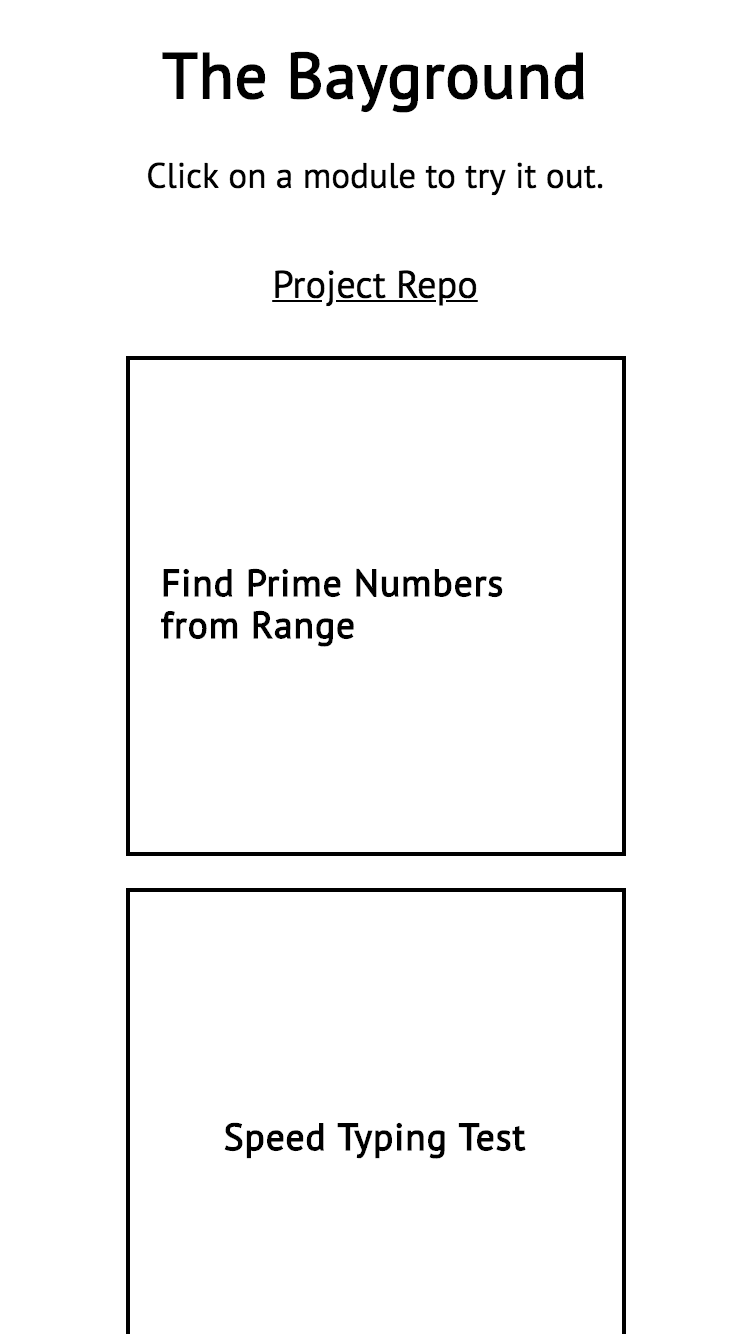 The Bayground
Click on a module to try it out.
Project Repo
Find Prime Numbers
from Range
Speed Typing Test